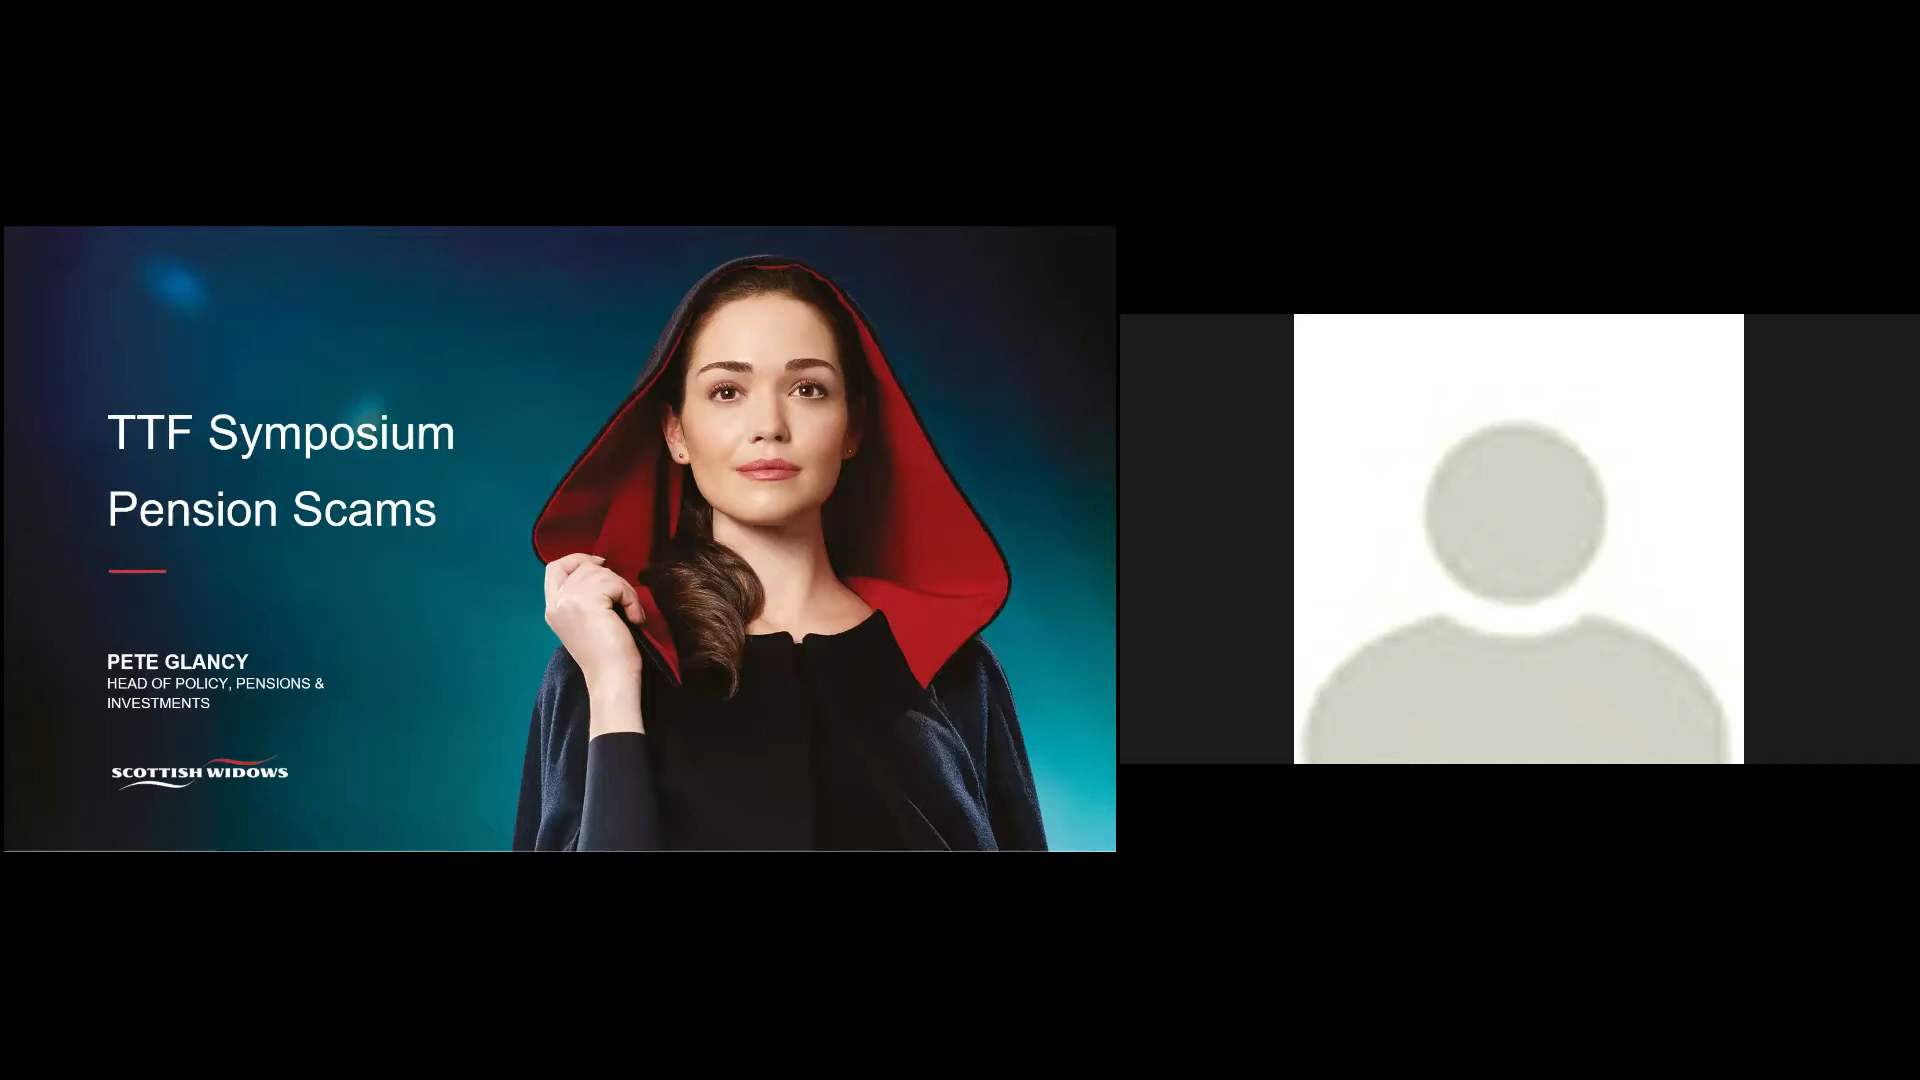 TTF Symposium
Pension Scams
PETE GLANCY
HEAD OF POLICY, PENSIONS &
INVESTMENTS
SCOTTISH WIDOWS